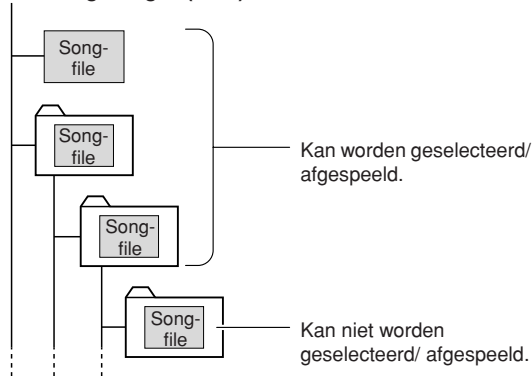 Song-
file
Song-
file
Song-
file
Song-
file
Kan worden geselecteerd/
afgespeeld.
Kan niet worden
geselecteerd/ afgespeeld.